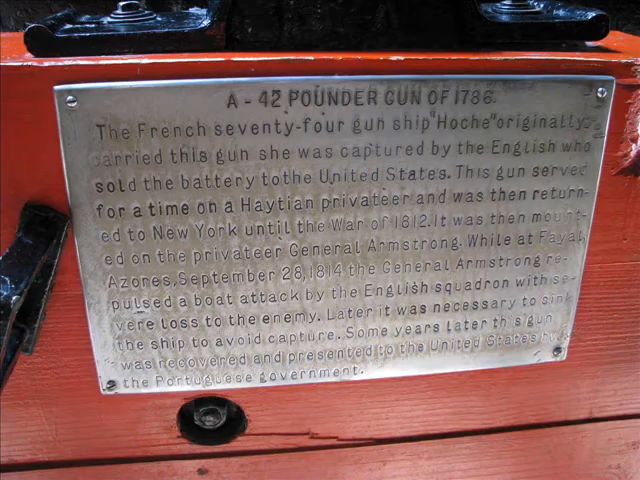 A - 42 POUNDER GUN OF 1786
The French seventy-four gun ship "Hoche" originally
carried this gun she was captured by the English who
sold the battery to the United States. This gun served
for a time on a Haytian privateer and was then return-
ed to New York until the War of 1812. It was then mount-
ed on the privateer General Armstrong. While at Fayal,
Azores, September 28, 1814 the General Armstrong re-
pulsed a boat attack by the English squadron with se-
vere loss to the enemy. Later it was necessary to sink
the ship to avoid capture. Some years later this gun
was recovered and presented to the United States by
the Portuguese government.